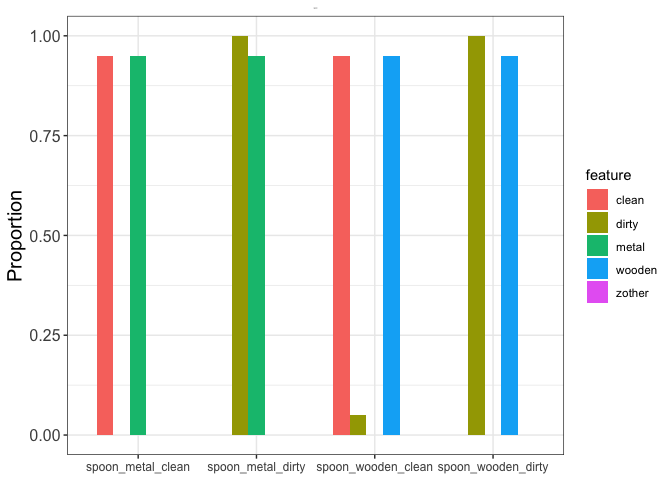 1.00
0.75
0.50
0.25
0.00
Proportion
spoon_metal_clean spoon_metal_dirty spoon_wooden_clean spoon_wooden_dirty
feature
clean
dirty
metal
wooden
zother